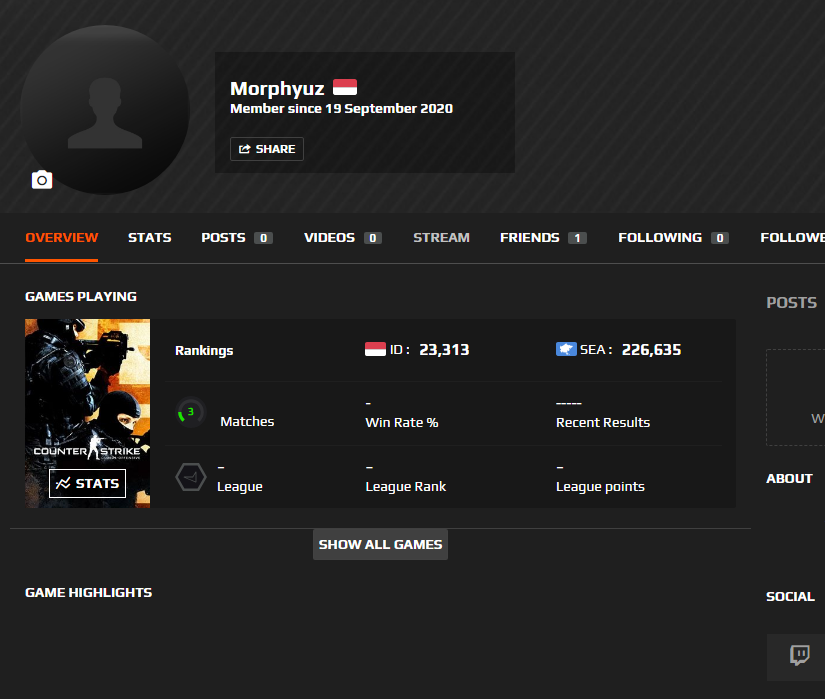 Morphyuz
Member since 19 September 2020
SHARE
OVERVIEW STATS POSTS 0 VIDEOS 0 STREAM FRIENDS 1 FOLLOWING 0 FOLLOWE
GAMES PLAYING
POSTS
Rankings ID : 23,313 SEA : 226,635
3 Matches
- Win Rate %
----- Recent Results
W
COUNTER STRIKE
STATS
- League
- League Rank
- League points
ABOUT
SHOW ALL GAMES
GAME HIGHLIGHTS
SOCIAL